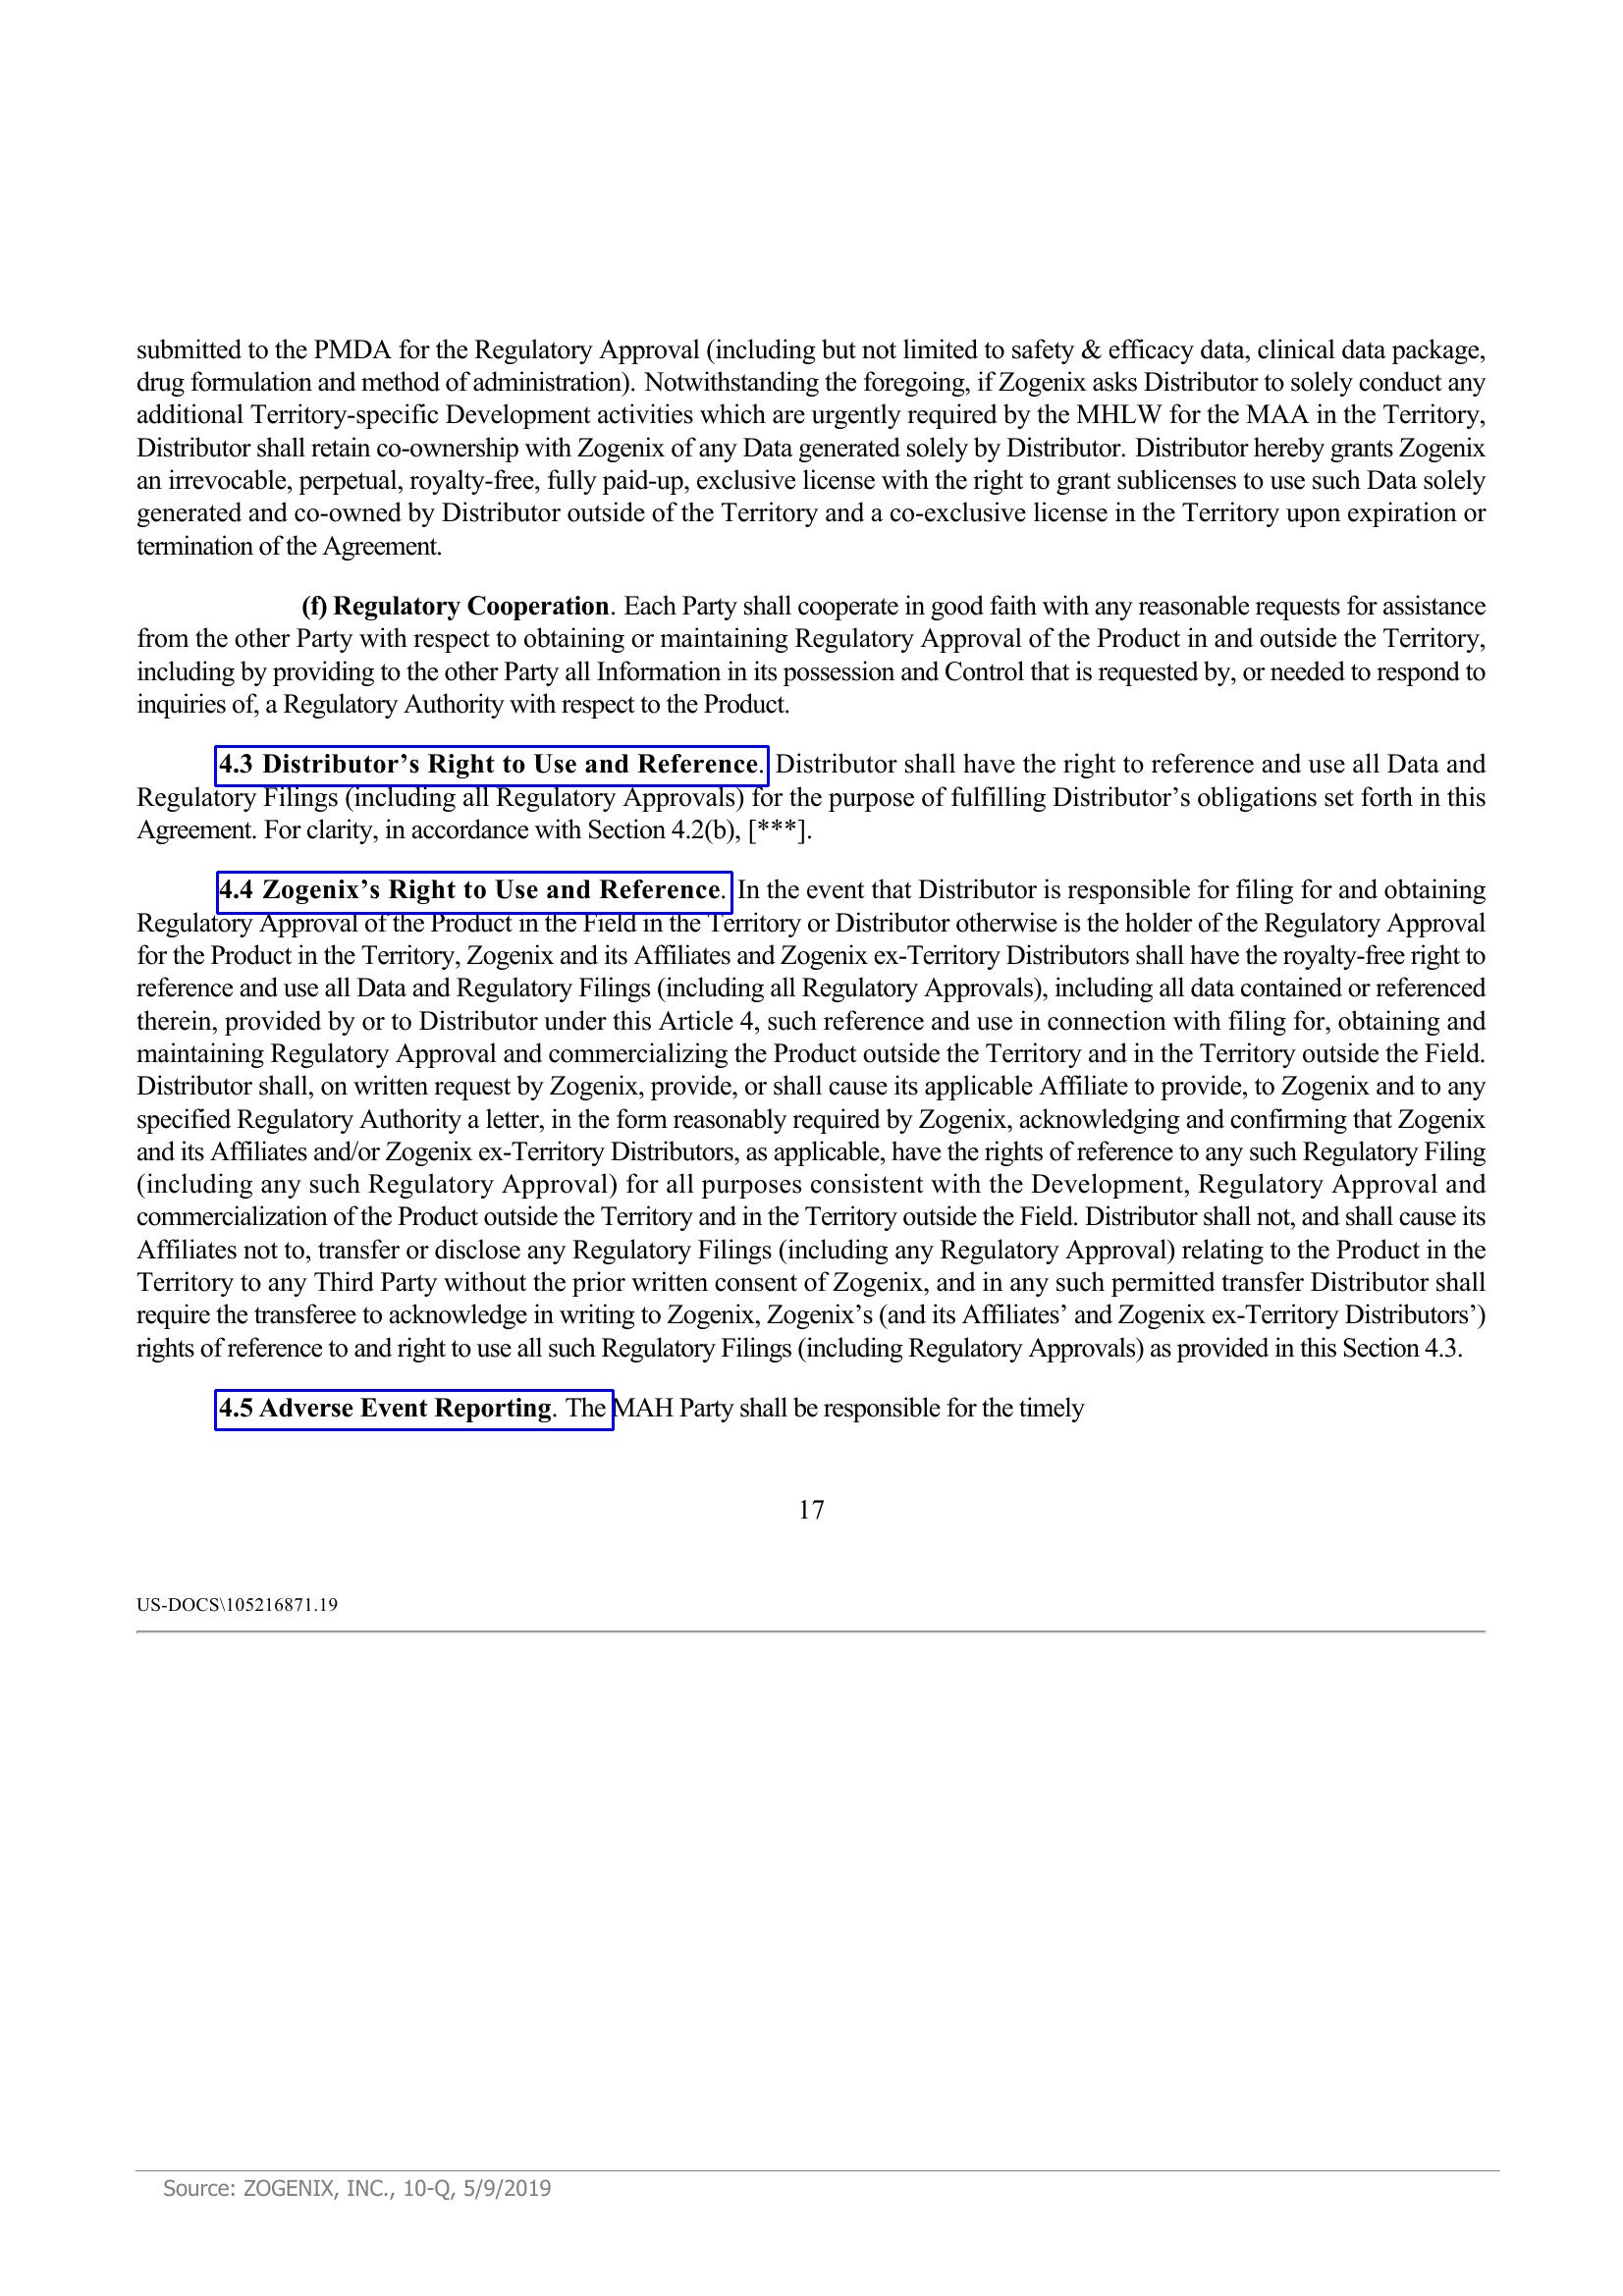 submitted to the PMDA for the Regulatory Approval (including but not limited to safety & efficacy data, clinical data package,
drug formulation and method of administration). Notwithstanding the foregoing, if Zogenix asks Distributor to solely conduct any
additional Territory-specific Development activities which are urgently required by the MHLW for the MAA in the Territory,
Distributor shall retain co-ownership with Zogenix of any Data generated solely by Distributor. Distributor hereby grants Zogenix
an irrevocable, perpetual, royalty-free, fully paid-up, exclusive license with the right to grant sublicenses to use such Data solely
generated and co-owned by Distributor outside of the Territory and a co-exclusive license in the Territory upon expiration or
termination of the Agreement.
(f) Regulatory Cooperation. Each Party shall cooperate in good faith with any reasonable requests for assistance
from the other Party with respect to obtaining or maintaining Regulatory Approval of the Product in and outside the Territory,
including by providing to the other Party all Information in its possession and Control that is requested by, or needed to respond to
inquiries of, a Regulatory Authority with respect to the Product.
4.3 Distributor’s Right to Use and Reference. Distributor shall have the right to reference and use all Data and
Regulatory Filings (including all Regulatory Approvals) for the purpose of fulfilling Distributor’s obligations set forth in this
Agreement. For clarity, in accordance with Section 4.2(b), [***].
4.4 Zogenix’s Right to Use and Reference. In the event that Distributor is responsible for filing for and obtaining
Regulatory Approval of the Product in the Field in the Territory or Distributor otherwise is the holder of the Regulatory Approval
for the Product in the Territory, Zogenix and its Affiliates and Zogenix ex-Territory Distributors shall have the royalty-free right to
reference and use all Data and Regulatory Filings (including all Regulatory Approvals), including all data contained or referenced
therein, provided by or to Distributor under this Article 4, such reference and use in connection with filing for, obtaining and
maintaining Regulatory Approval and commercializing the Product outside the Territory and in the Territory outside the Field.
Distributor shall, on written request by Zogenix, provide, or shall cause its applicable Affiliate to provide, to Zogenix and to any
specified Regulatory Authority a letter, in the form reasonably required by Zogenix, acknowledging and confirming that Zogenix
and its Affiliates and/or Zogenix ex-Territory Distributors, as applicable, have the rights of reference to any such Regulatory Filing
(including any such Regulatory Approval) for all purposes consistent with the Development, Regulatory Approval and
commercialization of the Product outside the Territory and in the Territory outside the Field. Distributor shall not, and shall cause its
Affiliates not to, transfer or disclose any Regulatory Filings (including any Regulatory Approval) relating to the Product in the
Territory to any Third Party without the prior written consent of Zogenix, and in any such permitted transfer Distributor shall
require the transferee to acknowledge in writing to Zogenix, Zogenix’s (and its Affiliates’ and Zogenix ex-Territory Distributors’)
rights of reference to and right to use all such Regulatory Filings (including Regulatory Approvals) as provided in this Section 4.3.
4.5 Adverse Event Reporting. The MAH Party shall be responsible for the timely
17
US-DOCS\105216871.19
Source: ZOGENIX, INC., 10-Q, 5/9/2019